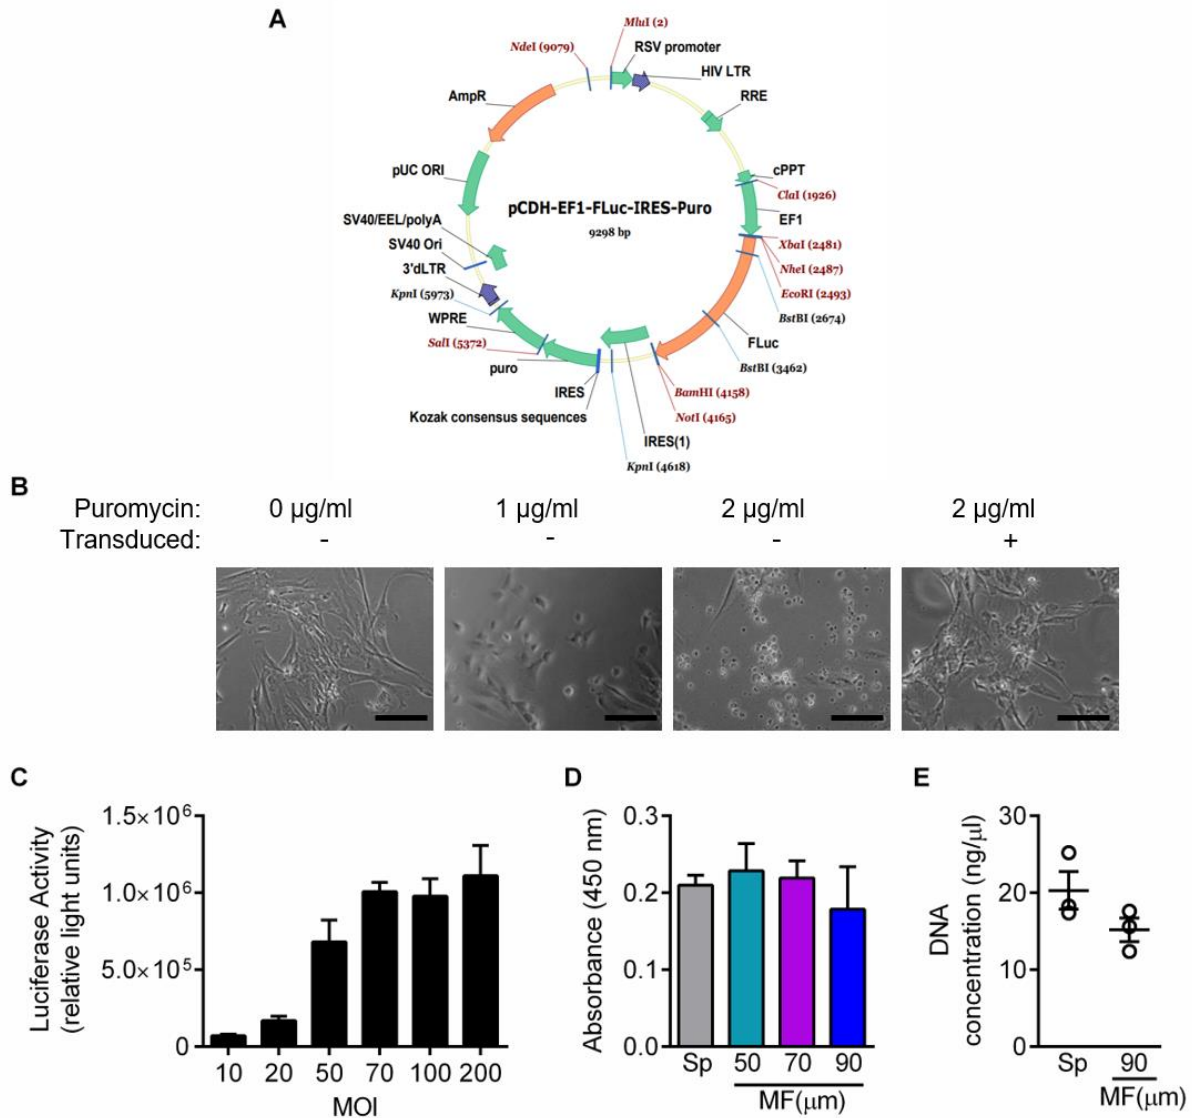 A
MluI (2)
NdeI (9079)
RSV promoter
HIV LTR
AmpR
RRE
pUC ORI
cPPT
ClaI (1926)
pCDH-EF1-FLuc-IRES-Puro
9298 bp
EF1
SV40/EEL/polyA
SV40 Ori
XbaI (2481)
3'dLTR
NheI (2487)
KpnI (5973)
EcoRI (2493)
WPRE
BstBI (2674)
SalI (5372)
FLuc
puro
BstBI (3462)
IRES
BamHI (4158)
Kozak consensus sequences
NotI (4165)
IRES(1)
KpnI (4618)
B
Puromycin: 0 µg/ml 1 µg/ml 2 µg/ml 2 µg/ml
Transduced: - - - +
C
Luciferase Activity
(relative light units)
1.5×10⁶
1.0×10⁶
5.0×10⁵
0
10 20 50 70 100 200
MOI
D
Absorbance (450 nm)
0.3
0.2
0.1
0.0
Sp 50 70 90
MF(µm)
E
DNA
concentration (ng/µl)
30
20
10
0
Sp 90
MF(µm)